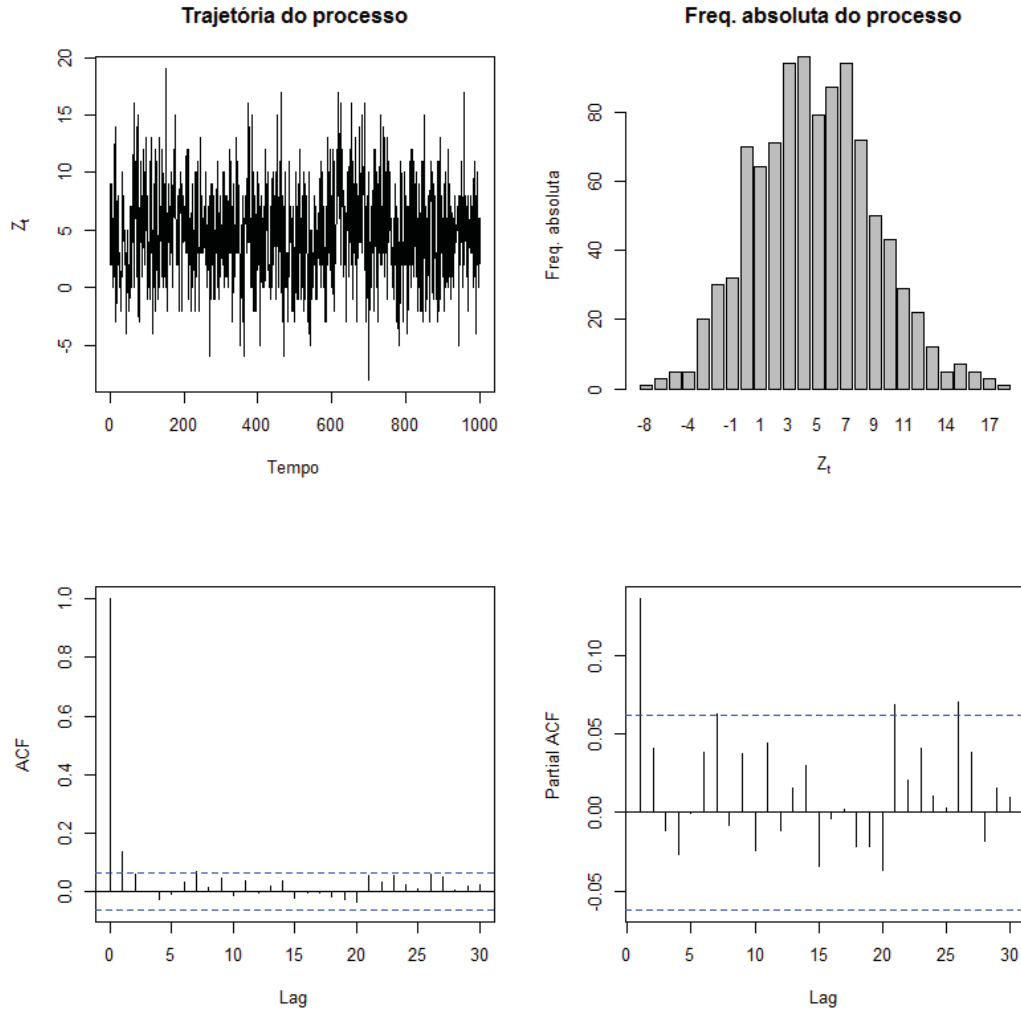 Trajetória do processo
Z_t
20
15
10
5
0
-5
0 200 400 600 800 1000
Tempo
Freq. absoluta do processo
Freq. absoluta
80
60
40
20
0
-8 -4 -1 1 3 5 7 9 11 14 17
Z_t
ACF
1.0
0.8
0.6
0.4
0.2
0.0
0 5 10 15 20 25 30
Lag
Partial ACF
0.10
0.05
0.00
-0.05
0 5 10 15 20 25 30
Lag